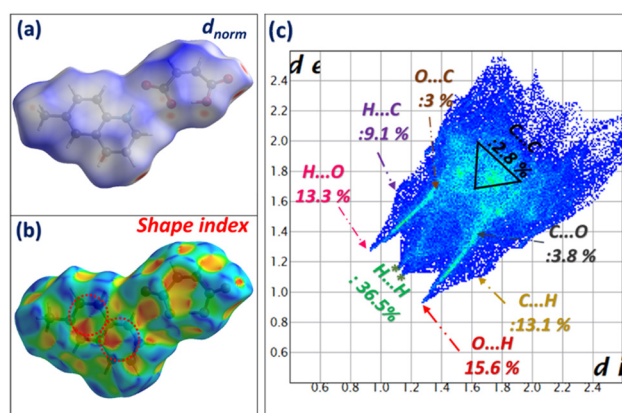 (a)
d norm
(b)
Shape index
(c)
d e
2.4
2.2
2.0
1.8
1.6
1.4
1.2
1.0
0.8
0.6
0.6 0.8 1.0 1.2 1.4 1.6 1.8 2.0 2.2 2.4
d i
O...C
:3 %
H...C
:9.1 %
C...C
:2.8 %
H...O
13.3 %
C...O
:3.8 %
**
H...H
:36.5%
C...H
:13.1 %
O...H
15.6 %